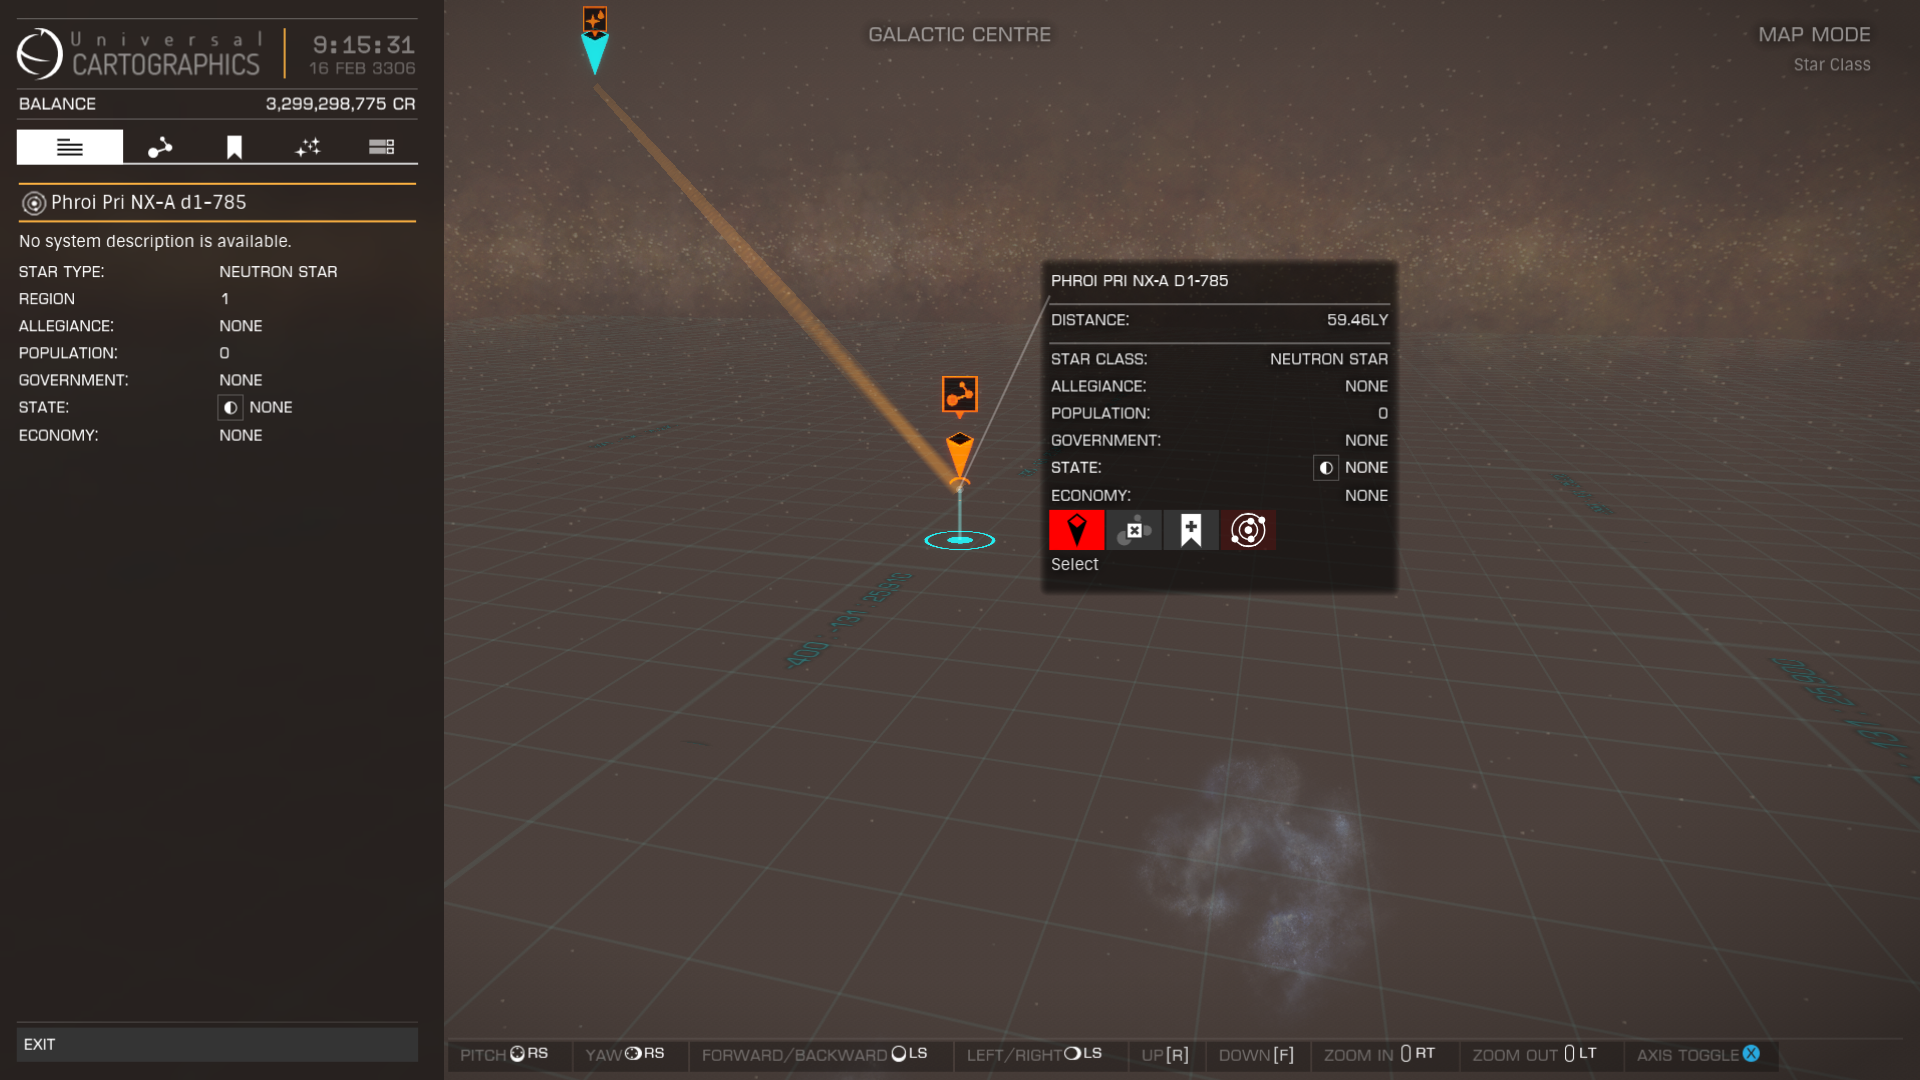 Universal
CARTOGRAPHICS
9:15:31
16 FEB 3306
BALANCE 3,299,298,775 CR
Phroi Pri NX-A d1-785
No system description is available.
STAR TYPE: NEUTRON STAR
REGION 1
ALLEGIANCE: NONE
POPULATION: 0
GOVERNMENT: NONE
STATE: NONE
ECONOMY: NONE
EXIT
GALACTIC CENTRE
MAP MODE
Star Class
PHROI PRI NX-A D1-785
DISTANCE: 59.46LY
STAR CLASS: NEUTRON STAR
ALLEGIANCE: NONE
POPULATION: 0
GOVERNMENT: NONE
STATE: NONE
ECONOMY: NONE
Select
PITCH RS YAW RS FORWARD/BACKWARD LS LEFT/RIGHT LS UP[R] DOWN[F] ZOOM IN RT ZOOM OUT LT AXIS TOGGLE X